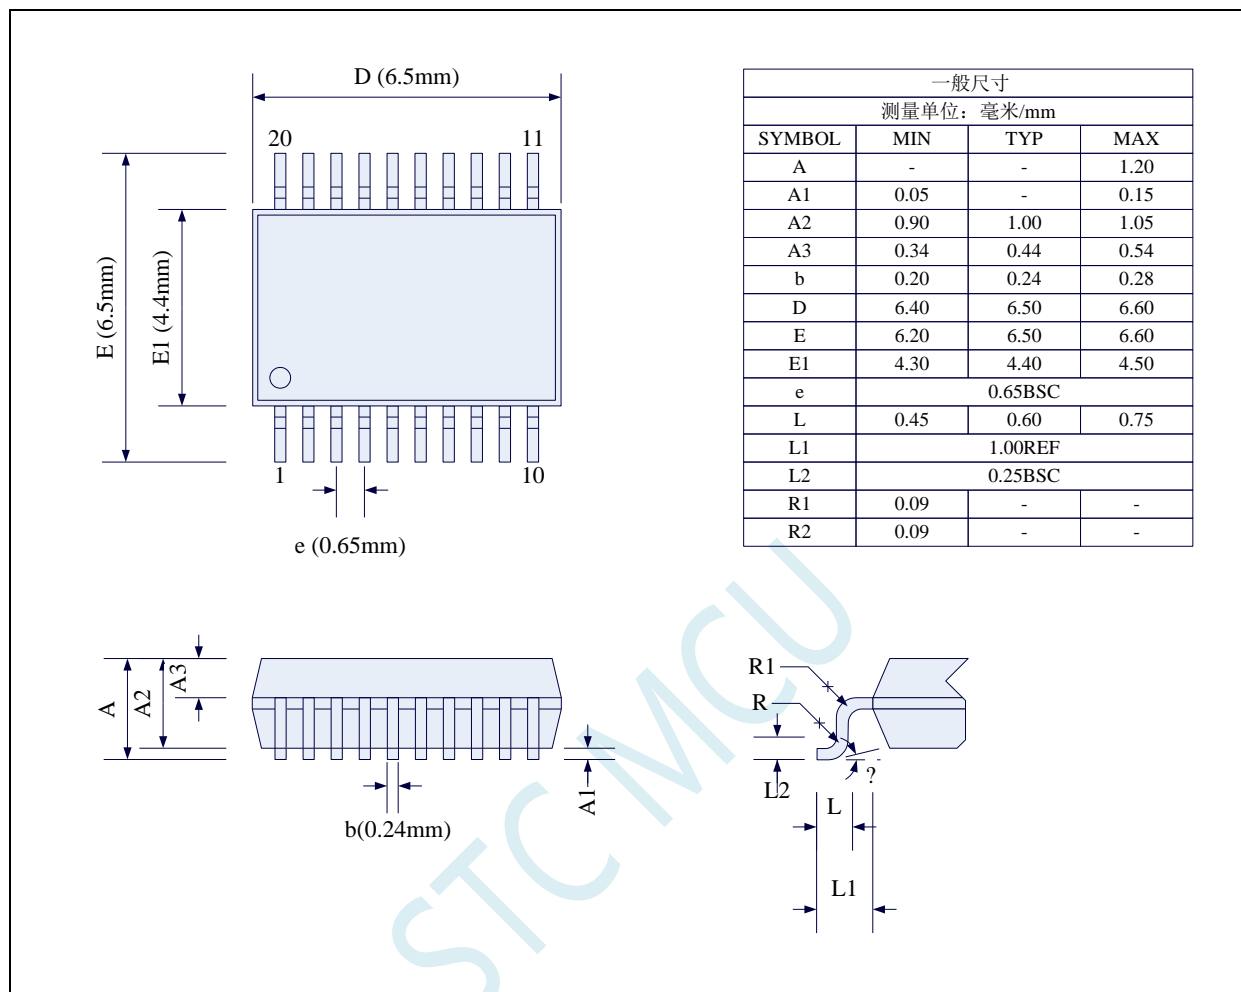 D (6.5mm)
20 11
E (6.5mm)
E1 (4.4mm)
1 10
e (0.65mm)
一般尺寸
测量单位：毫米/mm
SYMBOL MIN TYP MAX
A - - 1.20
A1 0.05 - 0.15
A2 0.90 1.00 1.05
A3 0.34 0.44 0.54
b 0.20 0.24 0.28
D 6.40 6.50 6.60
E 6.20 6.50 6.60
E1 4.30 4.40 4.50
e 0.65BSC
L 0.45 0.60 0.75
L1 1.00REF
L2 0.25BSC
R1 0.09 - -
R2 0.09 - -
A
A2
A3
A1
b(0.24mm)
R1
R
L2
?
L
L1
STC MCU